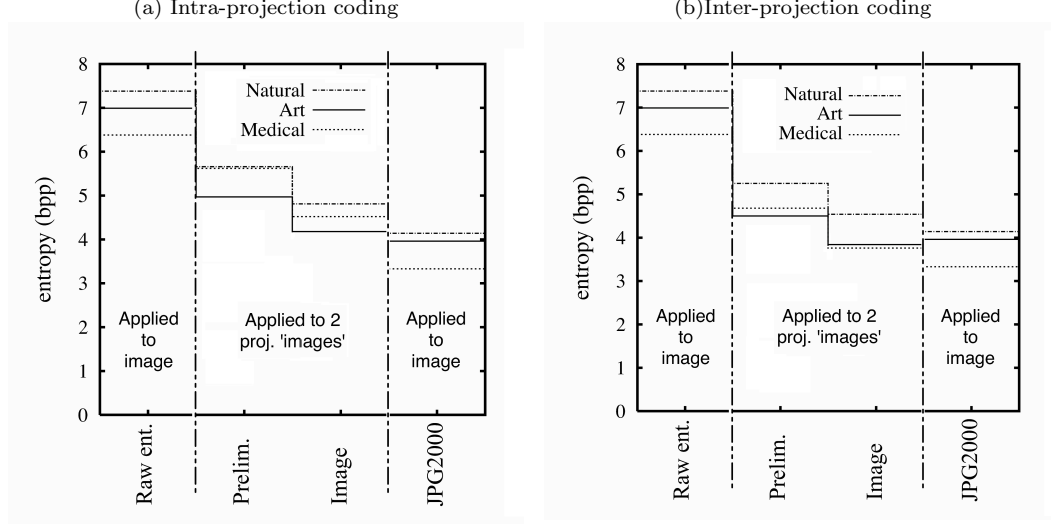 (a) Intra-projection coding
8
7
6
5
4
3
2
1
0
entropy (bpp)
Natural
Art
Medical
Applied
to
image
Applied to 2
proj. 'images'
Applied
to
image
Raw ent.
Prelim.
Image
JPG2000
(b)Inter-projection coding
8
7
6
5
4
3
2
1
0
entropy (bpp)
Natural
Art
Medical
Applied
to
image
Applied to 2
proj. 'images'
Applied
to
image
Raw ent.
Prelim.
Image
JPG2000